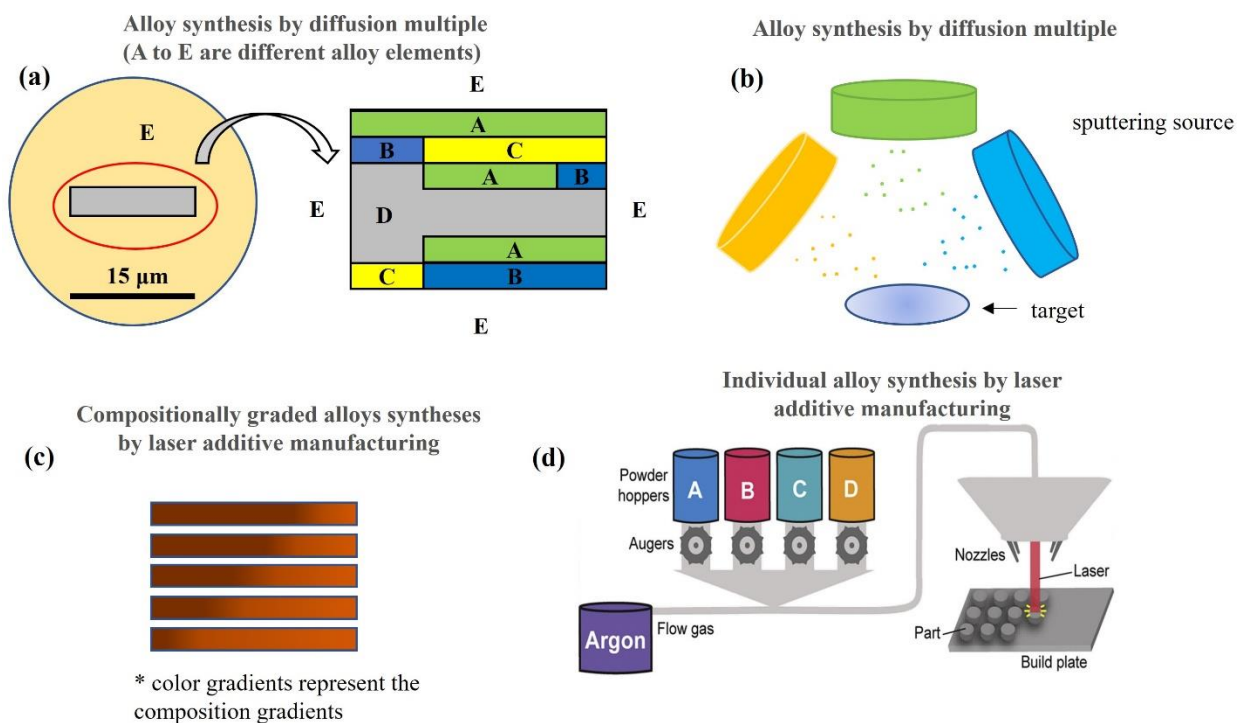 Alloy synthesis by diffusion multiple
(A to E are different alloy elements)
(a)
E
15 μm
E
A
B
C
A
B
E
D
E
A
C
B
E
Alloy synthesis by diffusion multiple
(b)
sputtering source
target
Compositionally graded alloys syntheses
by laser additive manufacturing
(c)
* color gradients represent the
composition gradients
Individual alloy synthesis by laser
additive manufacturing
(d)
Powder
hoppers
A
B
C
D
Augers
Argon
Flow gas
Nozzles
Laser
Part
Build plate